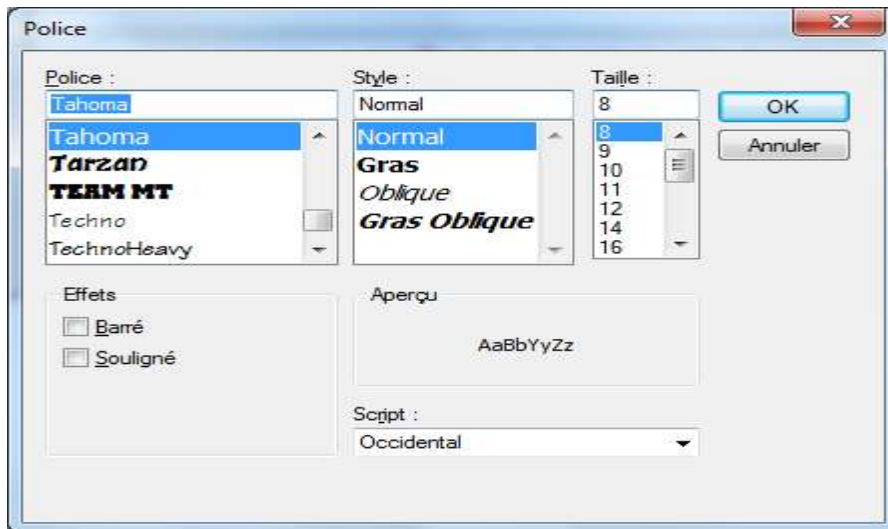 Police
Police :
Style :
Taille :
Tahoma
Normal
8
OK
Tahoma
Tarzan
TEAM MT
Techno
TechnoHeavy
Normal
Gras
Oblique
Gras Oblique
8
9
10
11
12
14
16
Annuler
Effets
Barré
Souligné
Aperçu
AaBbYyZz
Script :
Occidental